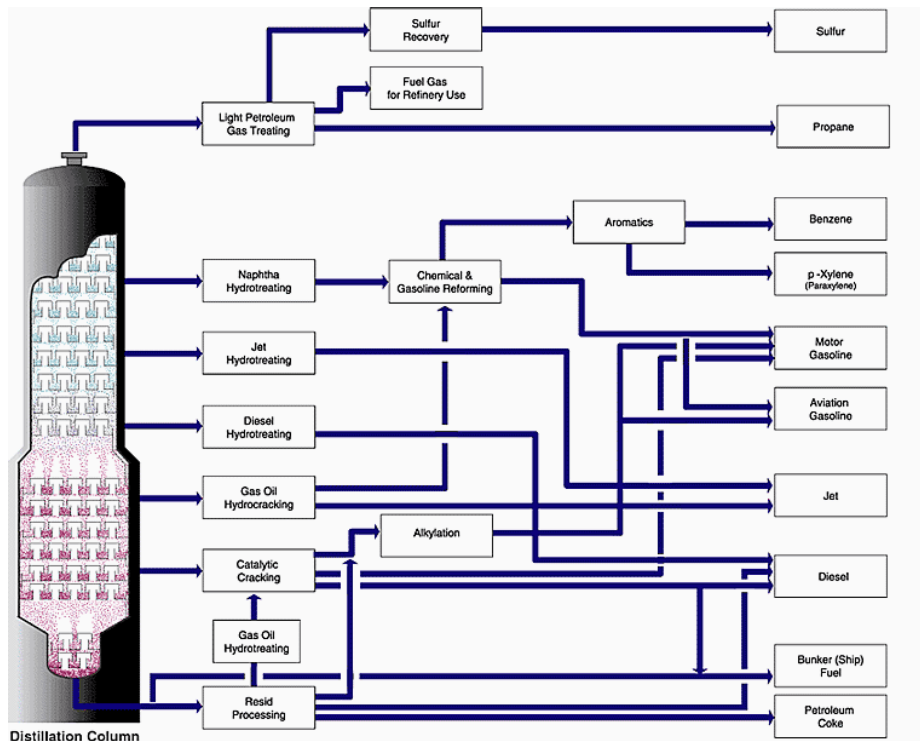 Sulfur
Recovery
Sulfur
Fuel Gas
for Refinery Use
Light Petroleum
Gas Treating
Propane
Aromatics
Benzene
Naphtha
Hydrotreating
Chemical &
Gasoline Reforming
p -Xylene
(Paraxylene)
Jet
Hydrotreating
Motor
Gasoline
Diesel
Hydrotreating
Aviation
Gasoline
Gas Oil
Hydrocracking
Jet
Alkylation
Catalytic
Cracking
Diesel
Gas Oil
Hydrotreating
Bunker (Ship)
Fuel
Resid
Processing
Petroleum
Coke
Distillation Column